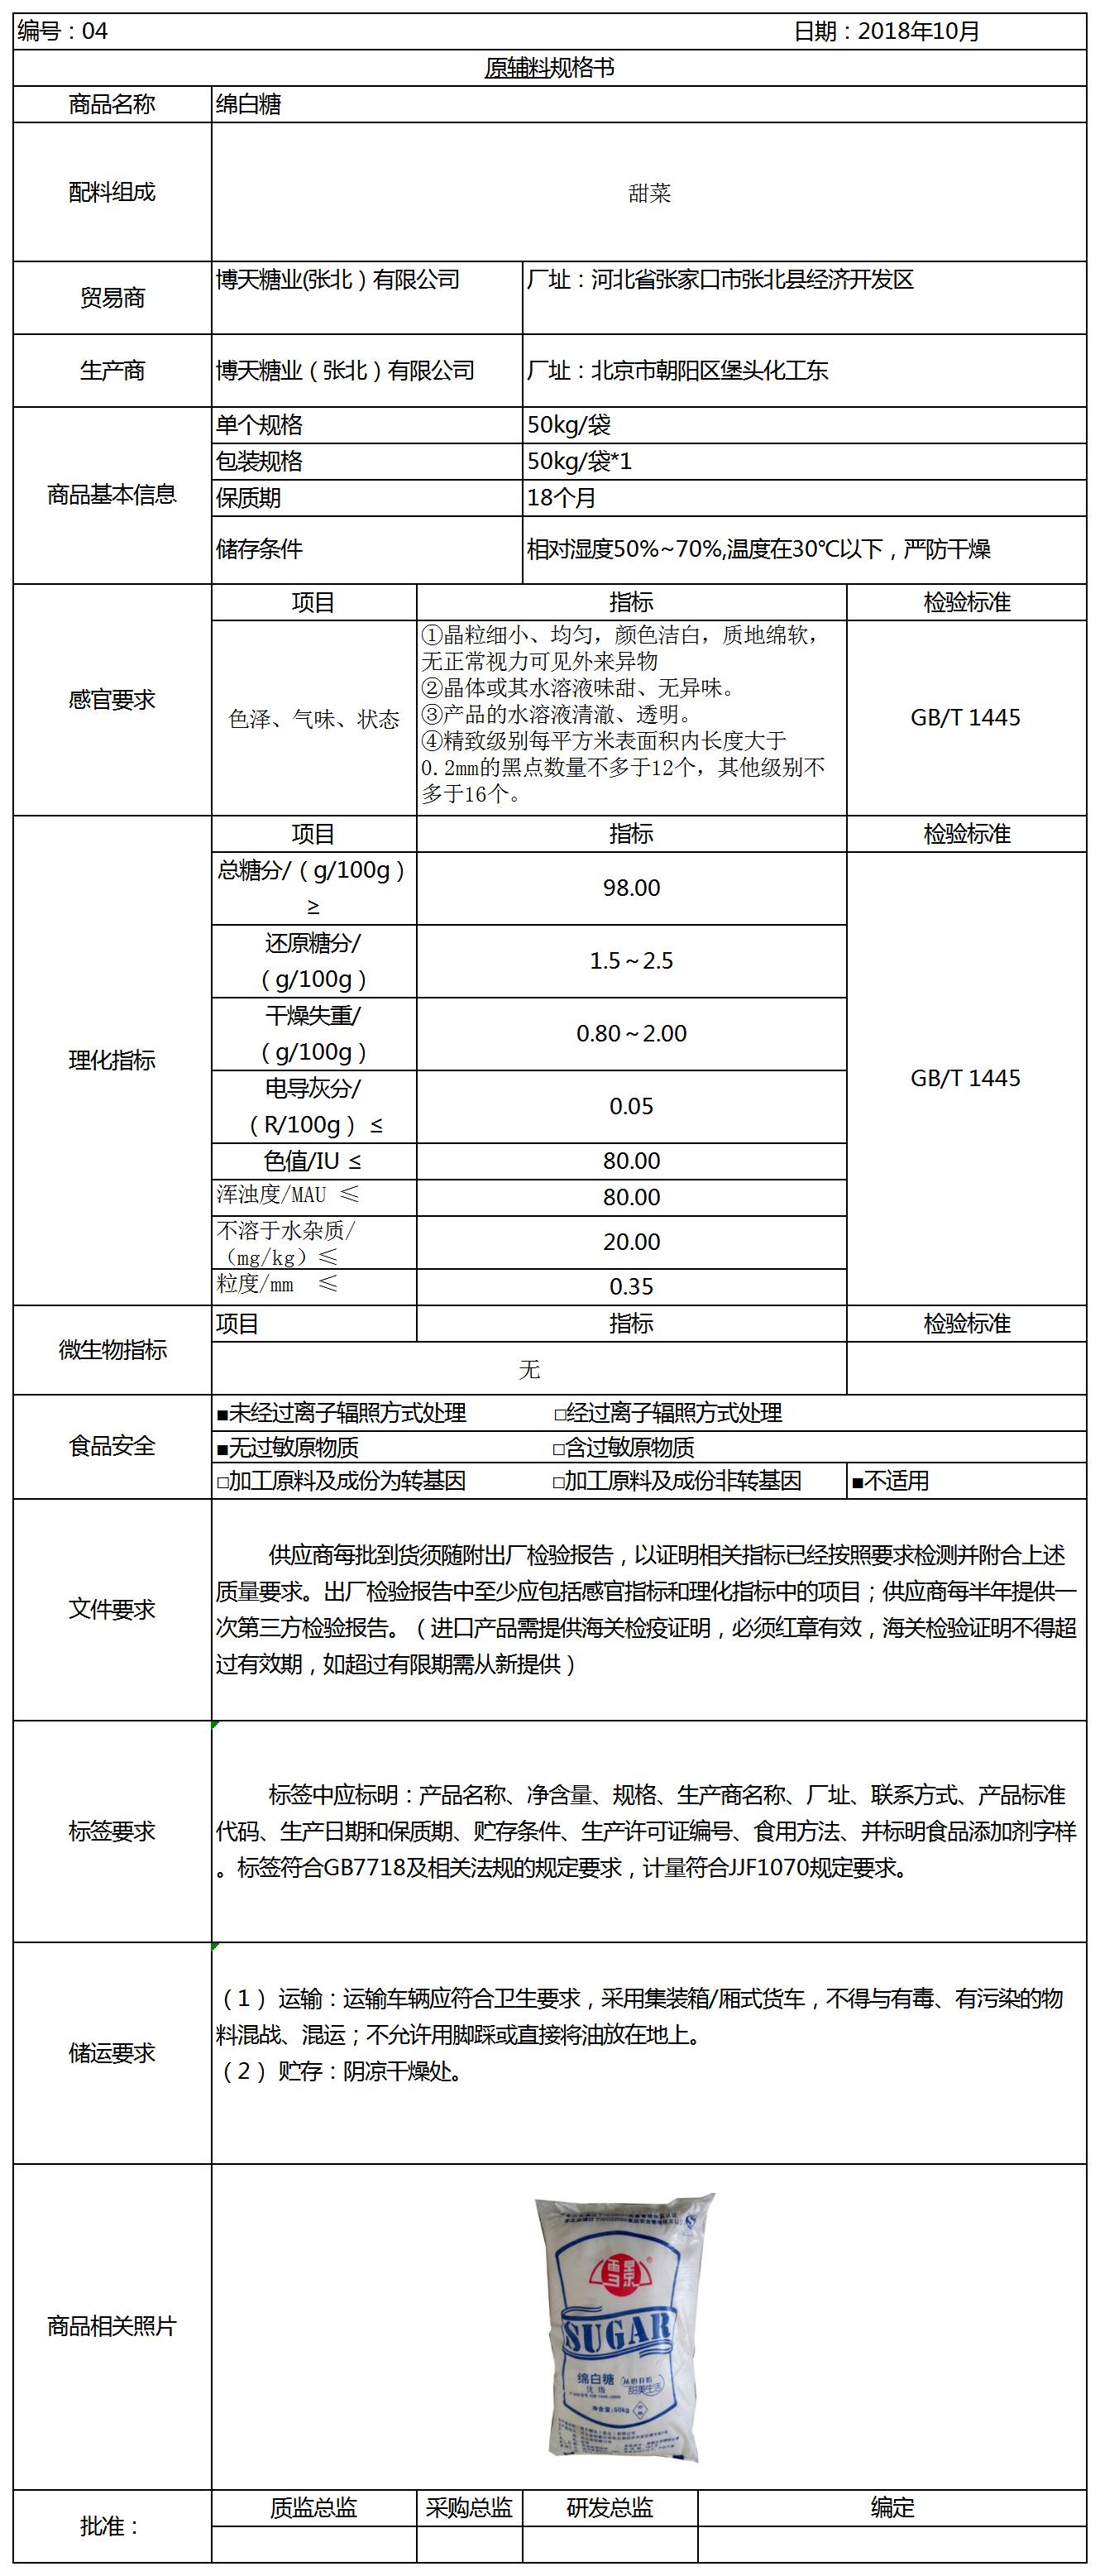 编号：04 日期：2018年10月
原辅料规格书
商品名称 绵白糖
配料组成 甜菜
贸易商 博天糖业(张北）有限公司 厂址：河北省张家口市张北县经济开发区
生产商 博天糖业（张北）有限公司 厂址：北京市朝阳区堡头化工东
商品基本信息
单个规格 50kg/袋
包装规格 50kg/袋*1
保质期 18个月
储存条件 相对湿度50%~70%,温度在30℃以下，严防干燥
感官要求
项目 指标 检验标准
色泽、气味、状态
①晶粒细小、均匀，颜色洁白，质地绵软，
无正常视力可见外来异物
②晶体或其水溶液味甜、无异味。
③产品的水溶液清澈、透明。
④精致级别每平方米表面积内长度大于
0.2mm的黑点数量不多于12个，其他级别不
多于16个。
GB/T 1445
理化指标
项目 指标 检验标准
总糖分/（g/100g）
≥
98.00
还原糖分/
（g/100g）
1.5～2.5
干燥失重/
（g/100g）
0.80～2.00
电导灰分/
（R/100g） ≤
0.05
色值/IU ≤ 80.00
浑浊度/MAU ≤ 80.00
不溶于水杂质/
（mg/kg）≤
20.00
粒度/mm ≤ 0.35
GB/T 1445
微生物指标
项目 指标 检验标准
无
食品安全
■未经过离子辐照方式处理 □经过离子辐照方式处理
■无过敏原物质 □含过敏原物质
□加工原料及成份为转基因 □加工原料及成份非转基因 ■不适用
文件要求
供应商每批到货须随附出厂检验报告，以证明相关指标已经按照要求检测并附合上述
质量要求。出厂检验报告中至少应包括感官指标和理化指标中的项目；供应商每半年提供一
次第三方检验报告。（进口产品需提供海关检疫证明，必须红章有效，海关检验证明不得超
过有效期，如超过有限期需从新提供）
标签要求
标签中应标明：产品名称、净含量、规格、生产商名称、厂址、联系方式、产品标准
代码、生产日期和保质期、贮存条件、生产许可证编号、食用方法、并标明食品添加剂字样
。标签符合GB7718及相关法规的规定要求，计量符合JJF1070规定要求。
储运要求
（1） 运输：运输车辆应符合卫生要求，采用集装箱/厢式货车，不得与有毒、有污染的物
料混战、混运；不允许用脚踩或直接将油放在地上。
（2） 贮存：阴凉干燥处。
商品相关照片
雪景
SUGAR
绵白糖
优级
甜美生活
净含量:50kg
批准：
质监总监 采购总监 研发总监 编定